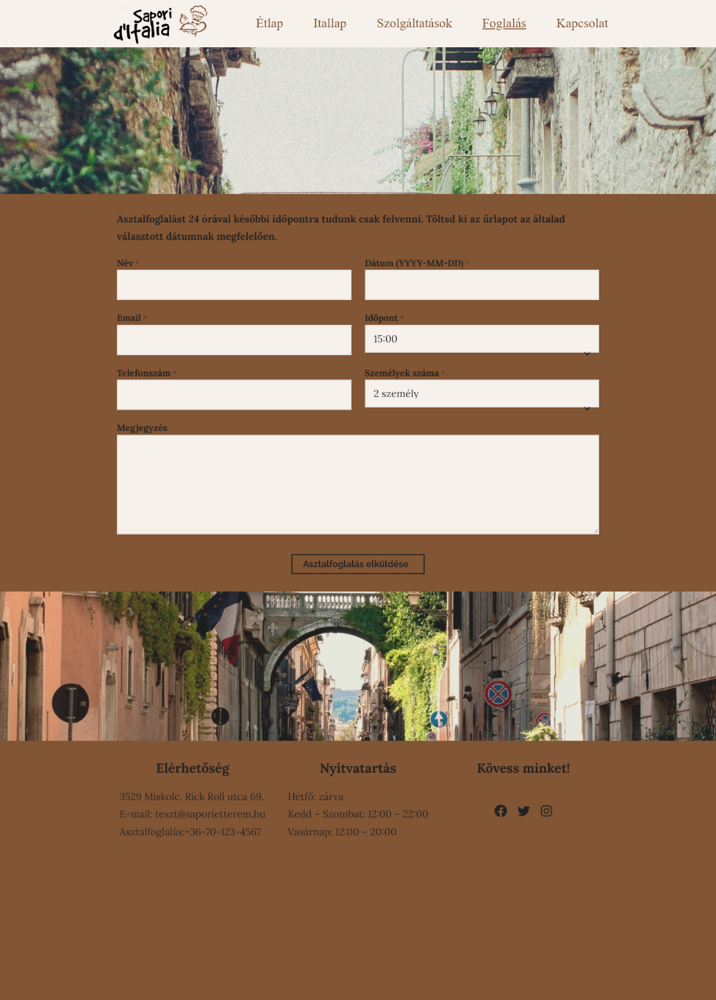 Sapori
d'Italia
Étlap Itallap Szolgáltatások Foglalás Kapcsolat
Asztalfoglalást 24 órával későbbi időpontra tudunk csak felvenni. Töltsd ki az űrlapot az általad
választott dátumnak megfelelően.
Név *
Dátum (YYYY-MM-DD) *
Email *
Időpont *
15:00
Telefonszám *
Személyek száma *
2 személy
Megjegyzés
Asztalfoglalás elküldése
Elérhetőség
3529 Miskolc, Rick Roll utca 69.
E-mail: teszt@saporietterem.hu
Asztalfoglalás:+36-70-123-4567
Nyitvatartás
Hétfő: zárva
Kedd – Szombat: 12:00 – 22:00
Vasárnap: 12:00 – 20:00
Kövess minket!